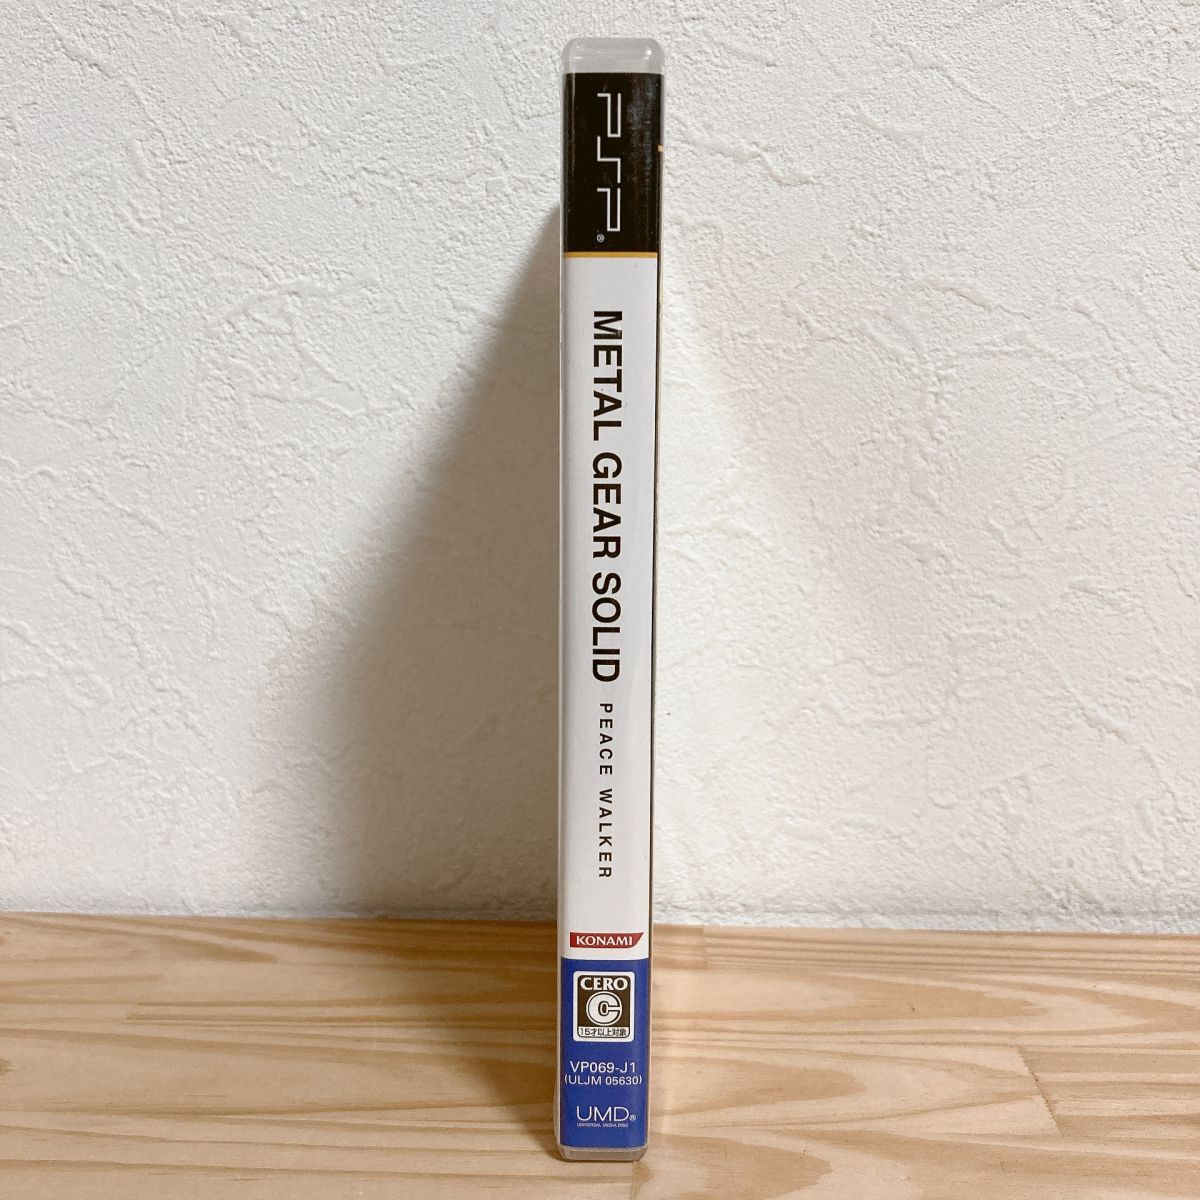 PSP®
METAL GEAR SOLID PEACE WALKER
KONAMI
CERO
C
15才以上対象
VP069-J1
(ULJM 05630)
UMD®
UNIVERSAL MEDIA DISC